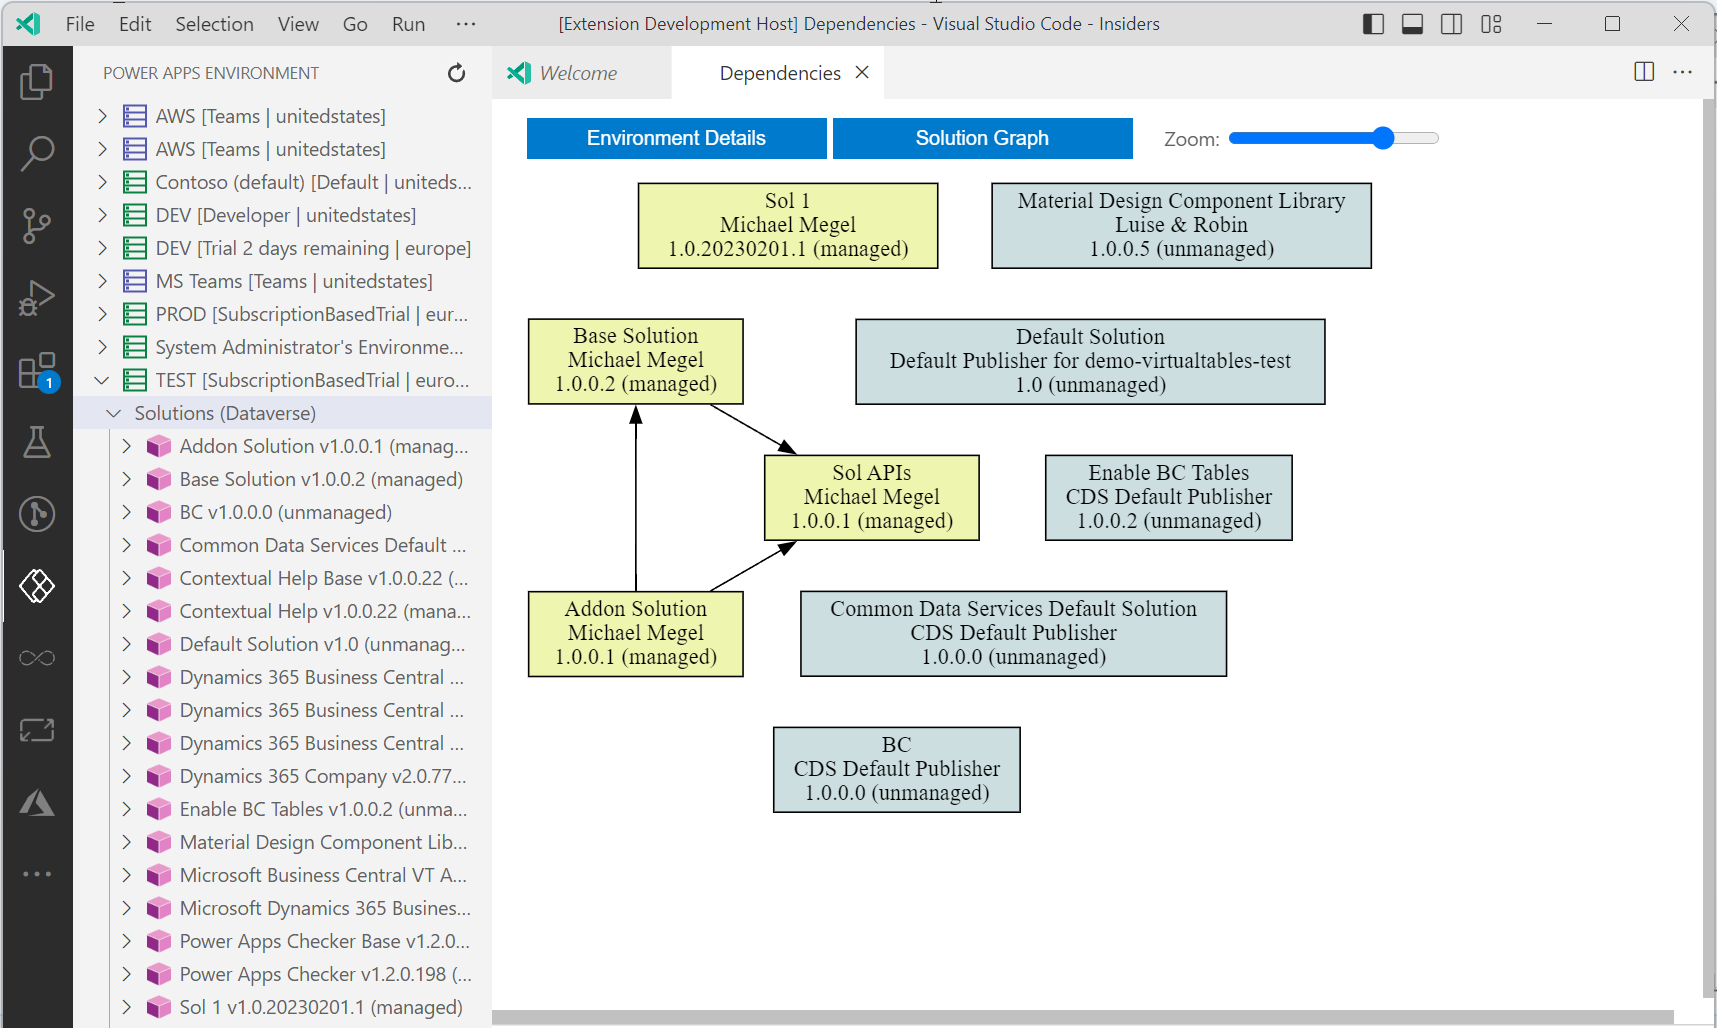 File Edit Selection View Go Run ···
[Extension Development Host] Dependencies - Visual Studio Code - Insiders
POWER APPS ENVIRONMENT
AWS [Teams | unitedstates]
AWS [Teams | unitedstates]
Contoso (default) [Default | uniteds...
DEV [Developer | unitedstates]
DEV [Trial 2 days remaining | europe]
MS Teams [Teams | unitedstates]
PROD [SubscriptionBasedTrial | eur...
System Administrator's Environme...
TEST [SubscriptionBasedTrial | euro...
Solutions (Dataverse)
Addon Solution v1.0.0.1 (manag...
Base Solution v1.0.0.2 (managed)
BC v1.0.0.0 (unmanaged)
Common Data Services Default ...
Contextual Help Base v1.0.0.22 (...
Contextual Help v1.0.0.22 (mana...
Default Solution v1.0 (unmanag...
Dynamics 365 Business Central ...
Dynamics 365 Business Central ...
Dynamics 365 Business Central ...
Dynamics 365 Company v2.0.77...
Enable BC Tables v1.0.0.2 (unma...
Material Design Component Lib...
Microsoft Business Central VT A...
Microsoft Dynamics 365 Busines...
Power Apps Checker Base v1.2.0...
Power Apps Checker v1.2.0.198 (...
Sol 1 v1.0.20230201.1 (managed)
1
Welcome
Dependencies
Environment Details
Solution Graph
Zoom:
Sol 1
Michael Megel
1.0.20230201.1 (managed)
Material Design Component Library
Luise & Robin
1.0.0.5 (unmanaged)
Base Solution
Michael Megel
1.0.0.2 (managed)
Default Solution
Default Publisher for demo-virtualtables-test
1.0 (unmanaged)
Sol APIs
Michael Megel
1.0.0.1 (managed)
Enable BC Tables
CDS Default Publisher
1.0.0.2 (unmanaged)
Addon Solution
Michael Megel
1.0.0.1 (managed)
Common Data Services Default Solution
CDS Default Publisher
1.0.0.0 (unmanaged)
BC
CDS Default Publisher
1.0.0.0 (unmanaged)